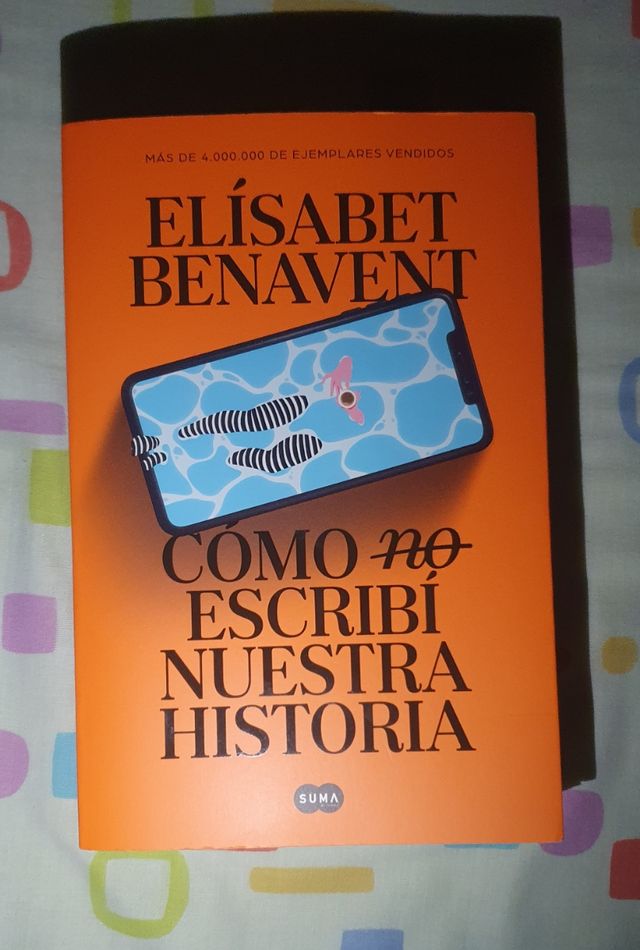 MÁS DE 4.000.000 DE EJEMPLARES VENDIDOS
ELÍSABET
BENAVENT
CÓMO no
ESCRIBÍ
NUESTRA
HISTORIA
SUMA